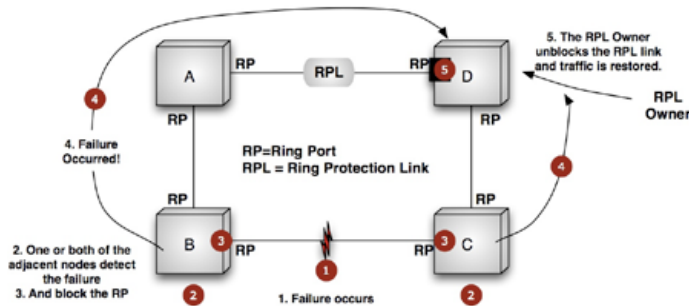 5. The RPL Owner
unblocks the RPL link
and traffic is restored.
A
RP
RPL
RP
5
D
RPL
Owner
4
4. Failure
Occurred!
RP
RP
RP=Ring Port
RPL = Ring Protection Link
4
RP
RP
B
3
RP
RP
3
C
2. One or both of the
adjacent nodes detect
the failure
3. And block the RP
1
2
1. Failure occurs
2